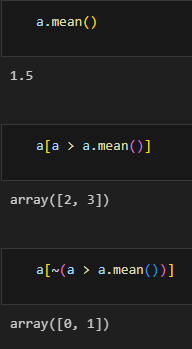 a.mean()
1.5
a[a > a.mean()]
array([2, 3])
a[~(a > a.mean())]
array([0, 1])